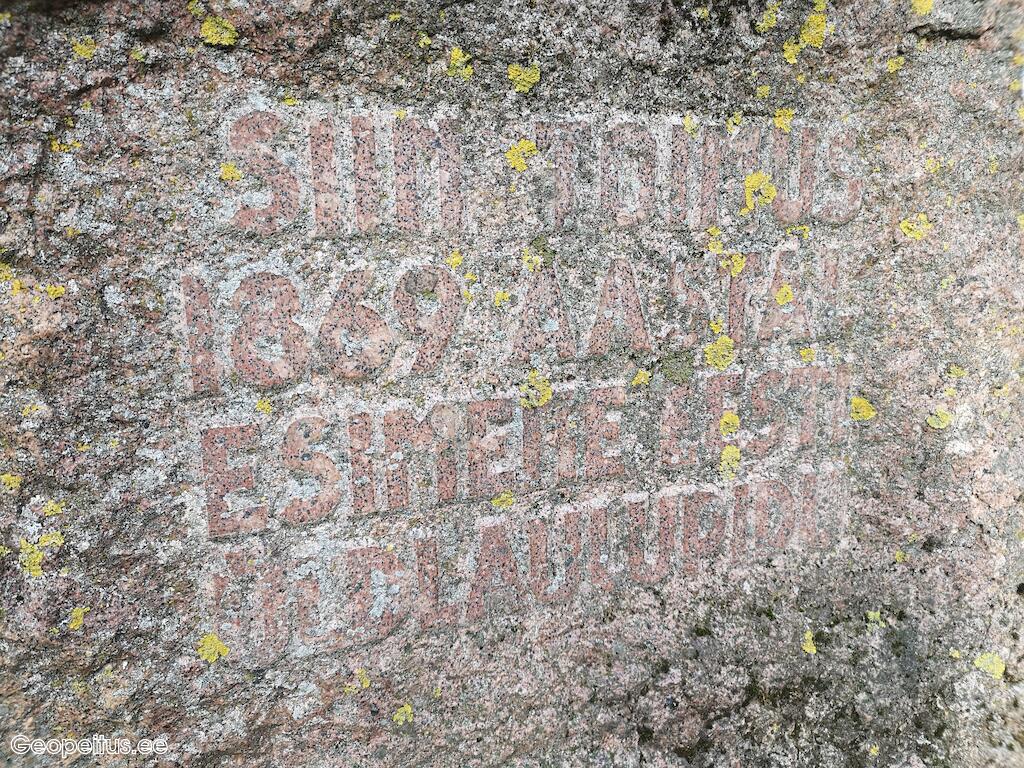 SIIN TOIMUS
1869. AASTAL
ESIMENE EESTI
ÜLDLAULUPIDU
Geopeitus.ee